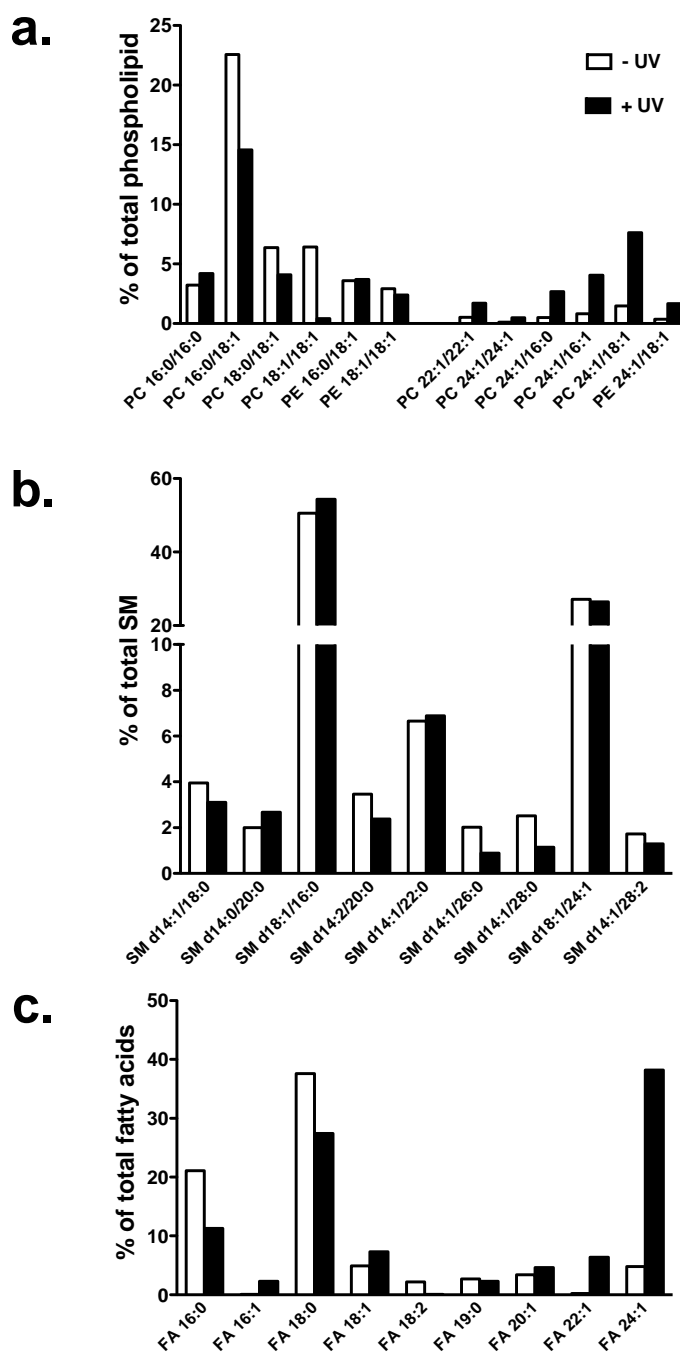 a.
% of total phospholipid
25
20
15
10
5
0
- UV
+ UV
PC 16:0/16:0
PC 16:0/18:1
PC 18:0/18:1
PC 18:1/18:1
PE 16:0/18:1
PE 18:1/18:1
PC 22:1/22:1
PC 24:1/24:1
PC 24:1/16:0
PC 24:1/16:1
PC 24:1/18:1
PE 24:1/18:1
b.
% of total SM
60
40
20
10
8
6
4
2
0
SM d14:1/18:0
SM d14:0/20:0
SM d18:1/16:0
SM d14:2/20:0
SM d14:1/22:0
SM d14:1/26:0
SM d14:1/28:0
SM d18:1/24:1
SM d14:1/28:2
c.
% of total fatty acids
50
40
30
20
10
0
FA 16:0
FA 16:1
FA 18:0
FA 18:1
FA 18:2
FA 19:0
FA 20:1
FA 22:1
FA 24:1